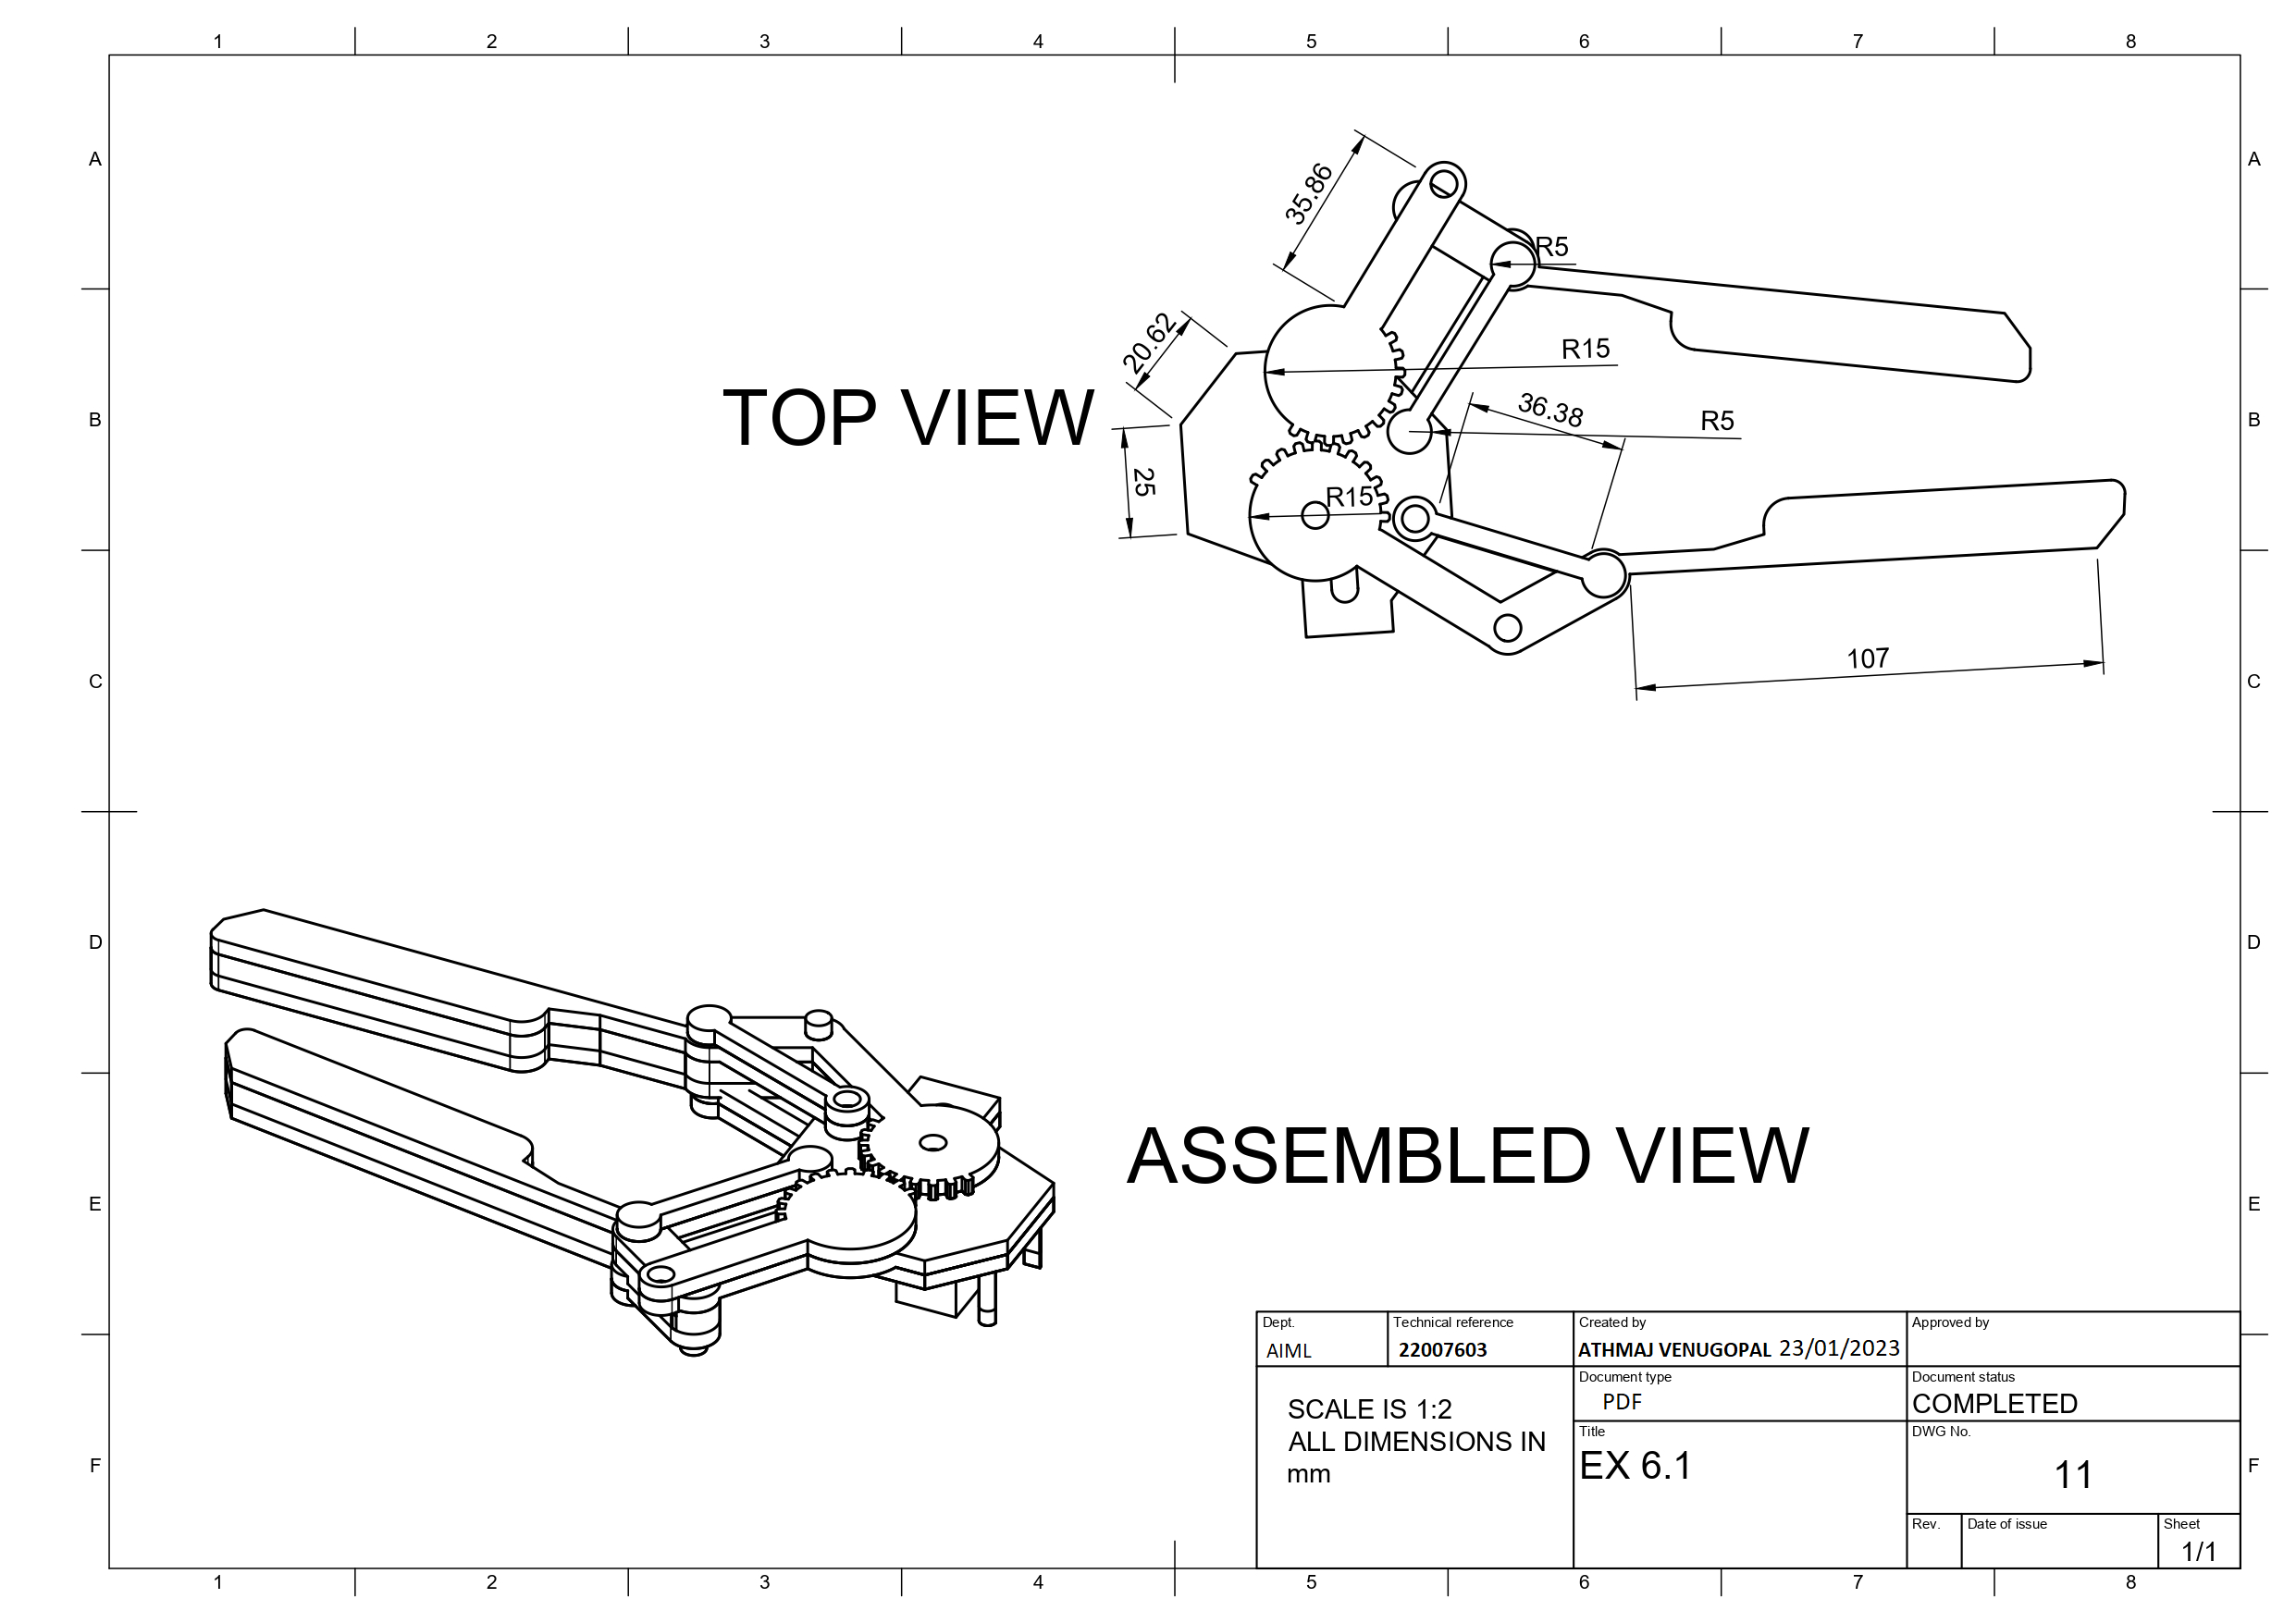 1 2 3 4 5 6 7 8
A A
35.86
R5
20.62
R15
TOP VIEW
B B
36.38
R5
25
R15
107
C C
D D
ASSEMBLED VIEW
E E
Dept. Technical reference Created by Approved by
AIML 22007603 ATHMAJ VENUGOPAL 23/01/2023
Document type Document status
PDF COMPLETED
SCALE IS 1:2
ALL DIMENSIONS IN
mm
Title DWG No.
EX 6.1
11
F F
Rev. Date of issue Sheet
1/1
1 2 3 4 5 6 7 8